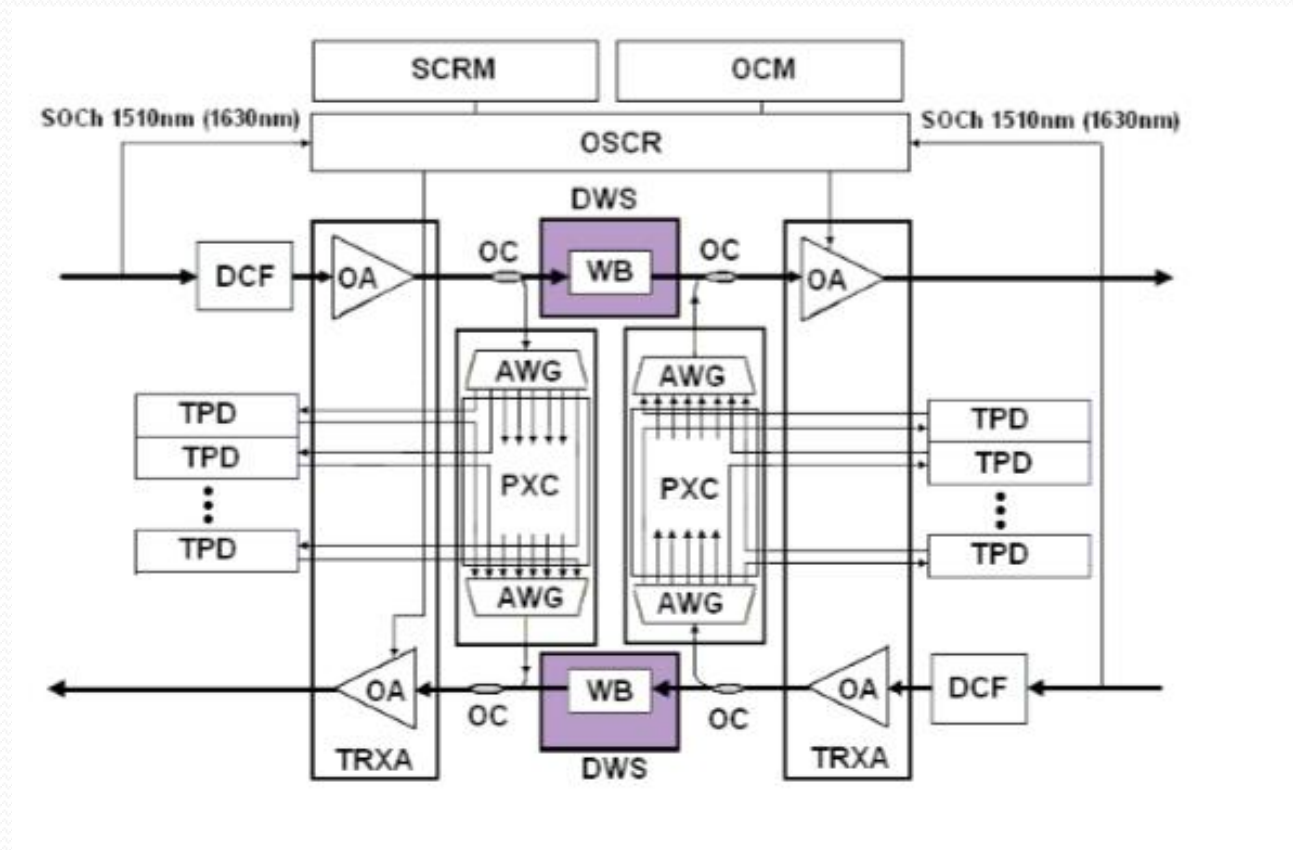 SCRM
OCM
SOCh 1510nm (1630nm)
SOCh 1510nm (1630nm)
OSCR
DWS
OC
OC
DCF
OA
WB
OA
AWG
AWG
TPD
TPD
TPD
TPD
PXC
PXC
TPD
TPD
AWG
AWG
OA
WB
OA
DCF
OC
OC
TRXA
DWS
TRXA